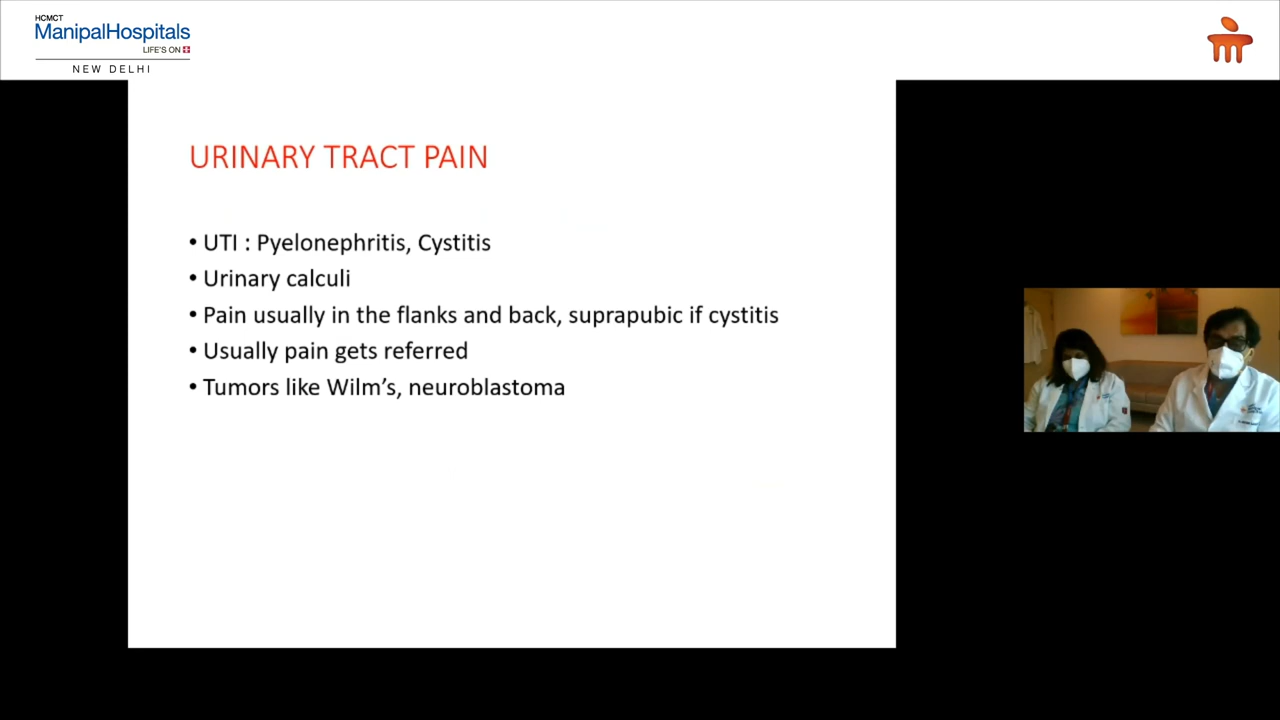 HCMCT
ManipalHospitals
LIFE'S ON
NEW DELHI
URINARY TRACT PAIN
• UTI : Pyelonephritis, Cystitis
• Urinary calculi
• Pain usually in the flanks and back, suprapubic if cystitis
• Usually pain gets referred
• Tumors like Wilm’s, neuroblastoma